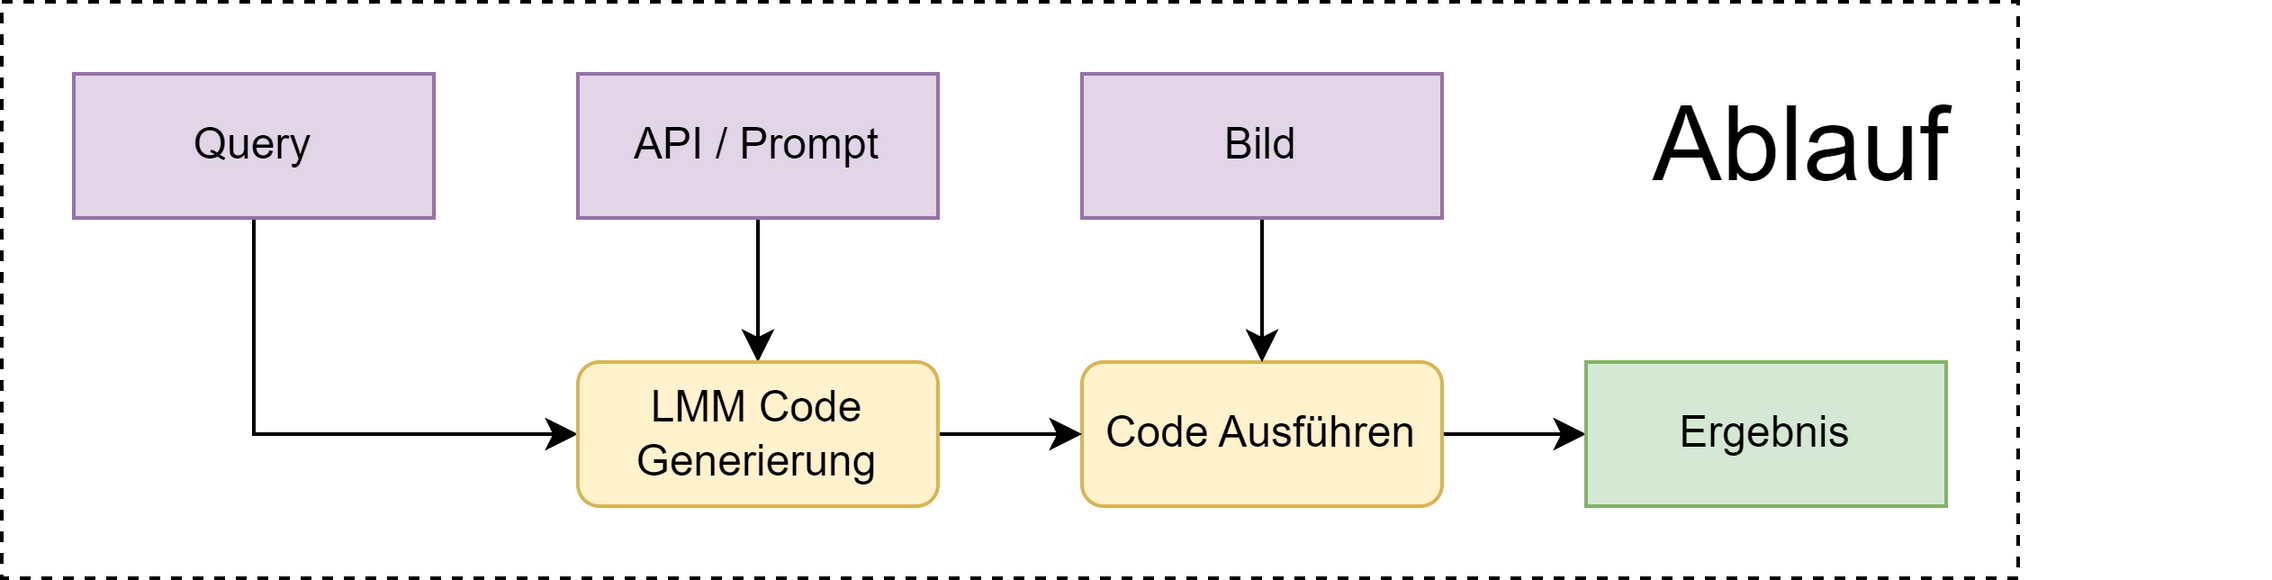 Query
API / Prompt
Bild
Ablauf
LMM Code
Generierung
Code Ausführen
Ergebnis